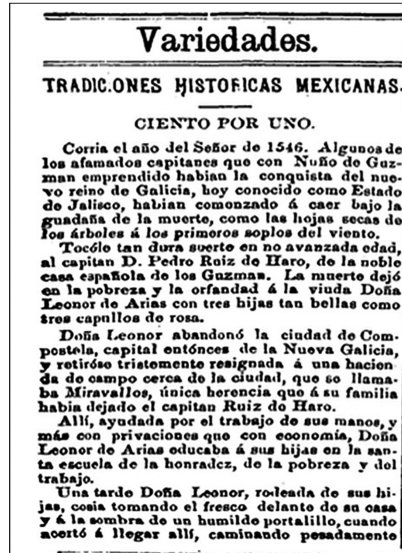 Variedades.
TRADIC.ONES HISTORICAS MEXICANAS.
CIENTO POR UNO.
Corria el año del Señor de 1546. Algunos de
los afamados capitanes que con Nuño de Guz-
man emprendido habian la conquista del nue-
vo reino de Galicia, hoy conocido como Estado
de Jalisco, habian comenzado á caer bajo la
guadaña de la muerte, como las hojas secas de
los árboles á los primeros soplos del viento.
Tocóle tan dura suerte en no avanzada edad,
al capitan D. Pedro Ruiz de Haro, de la noble
casa española de los Guzman. La muerte dejó
en la pobreza y la orfandad á la viuda Doña
Leonor de Arias con tres hijas tan bellas como
tres capullos de rosa.
Doña Leonor abandonó la ciudad de Com-
postela, capital entónces de la Nueva Galicia,
y retiróse tristemente resignada á una hacien
da de campo cerca de la ciudad, que se llama-
ba Miravallos, única herencia que á su familia
habia dejado el capitan Ruiz de Haro.
Allí, ayudada por el trabajo de sus manos, y
más con privaciones que con economía, Doña
Leonor de Arias educaba á sus hijas en la san-
ta escuela de la honradez, de la pobreza y del
trabajo.
Una tarde Doña Leonor, rodeada de sus hi-
jas, cosia tomando el fresco delante de su casa
y á la sombra de un humilde portalillo, cuando
acertó á llegar allí, caminando pesadamente